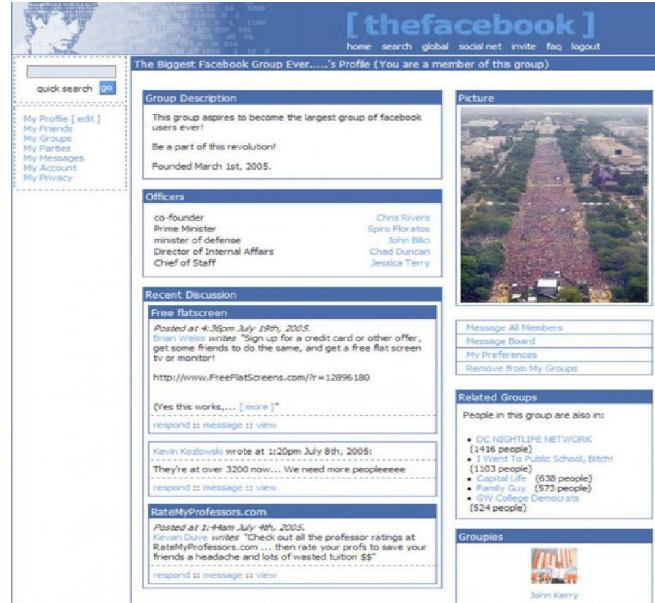 [ thefacebook ]
home search global social net invite faq logout
quick search go
My Profile [ edit ]
My Friends
My Groups
My Parties
My Messages
My Account
My Privacy
The Biggest Facebook Group Ever.....'s Profile (You are a member of this group)
Group Description
This group aspires to become the largest group of facebook
users ever!
Be a part of this revolution!
Founded March 1st, 2005.
Officers
co-founder Chris Rivers
Prime Minister Spiro Floratos
minister of defense John Bilici
Director of Internal Affairs Chad Duncan
Chief of Staff Jessica Terry
Recent Discussion
Free flatscreen
Posted at 4:36pm July 19th, 2005.
Brian Weiss writes "Sign up for a credit card or other offer,
get some friends to do the same, and get a free flat screen
tv or monitor!
http://www.FreeFlatScreens.com/?r=12896180
(Yes this works,... [ more ]"
respond :: message :: view
Kevin Kozlowski wrote at 1:20pm July 8th, 2005:
They're at over 3200 now... We need more peopleeeee
respond :: message :: view
RateMyProfessors.com
Posted at 1:44am July 4th, 2005.
Kevan Duve writes "Check out all the professor ratings at
RateMyProfessors.com ... then rate your profs to save your
friends a headache and lots of wasted tuition $$"
respond :: message :: view
Picture
Message All Members
Message Board
My Preferences
Remove from My Groups
Related Groups
People in this group are also in:
DC NIGHTLIFE NETWORK
(1416 people)
I Went To Public School, Bitch!
(1103 people)
Capital Life (638 people)
Family Guy (573 people)
GW College Democrats
(524 people)
Groupies
John Kerry